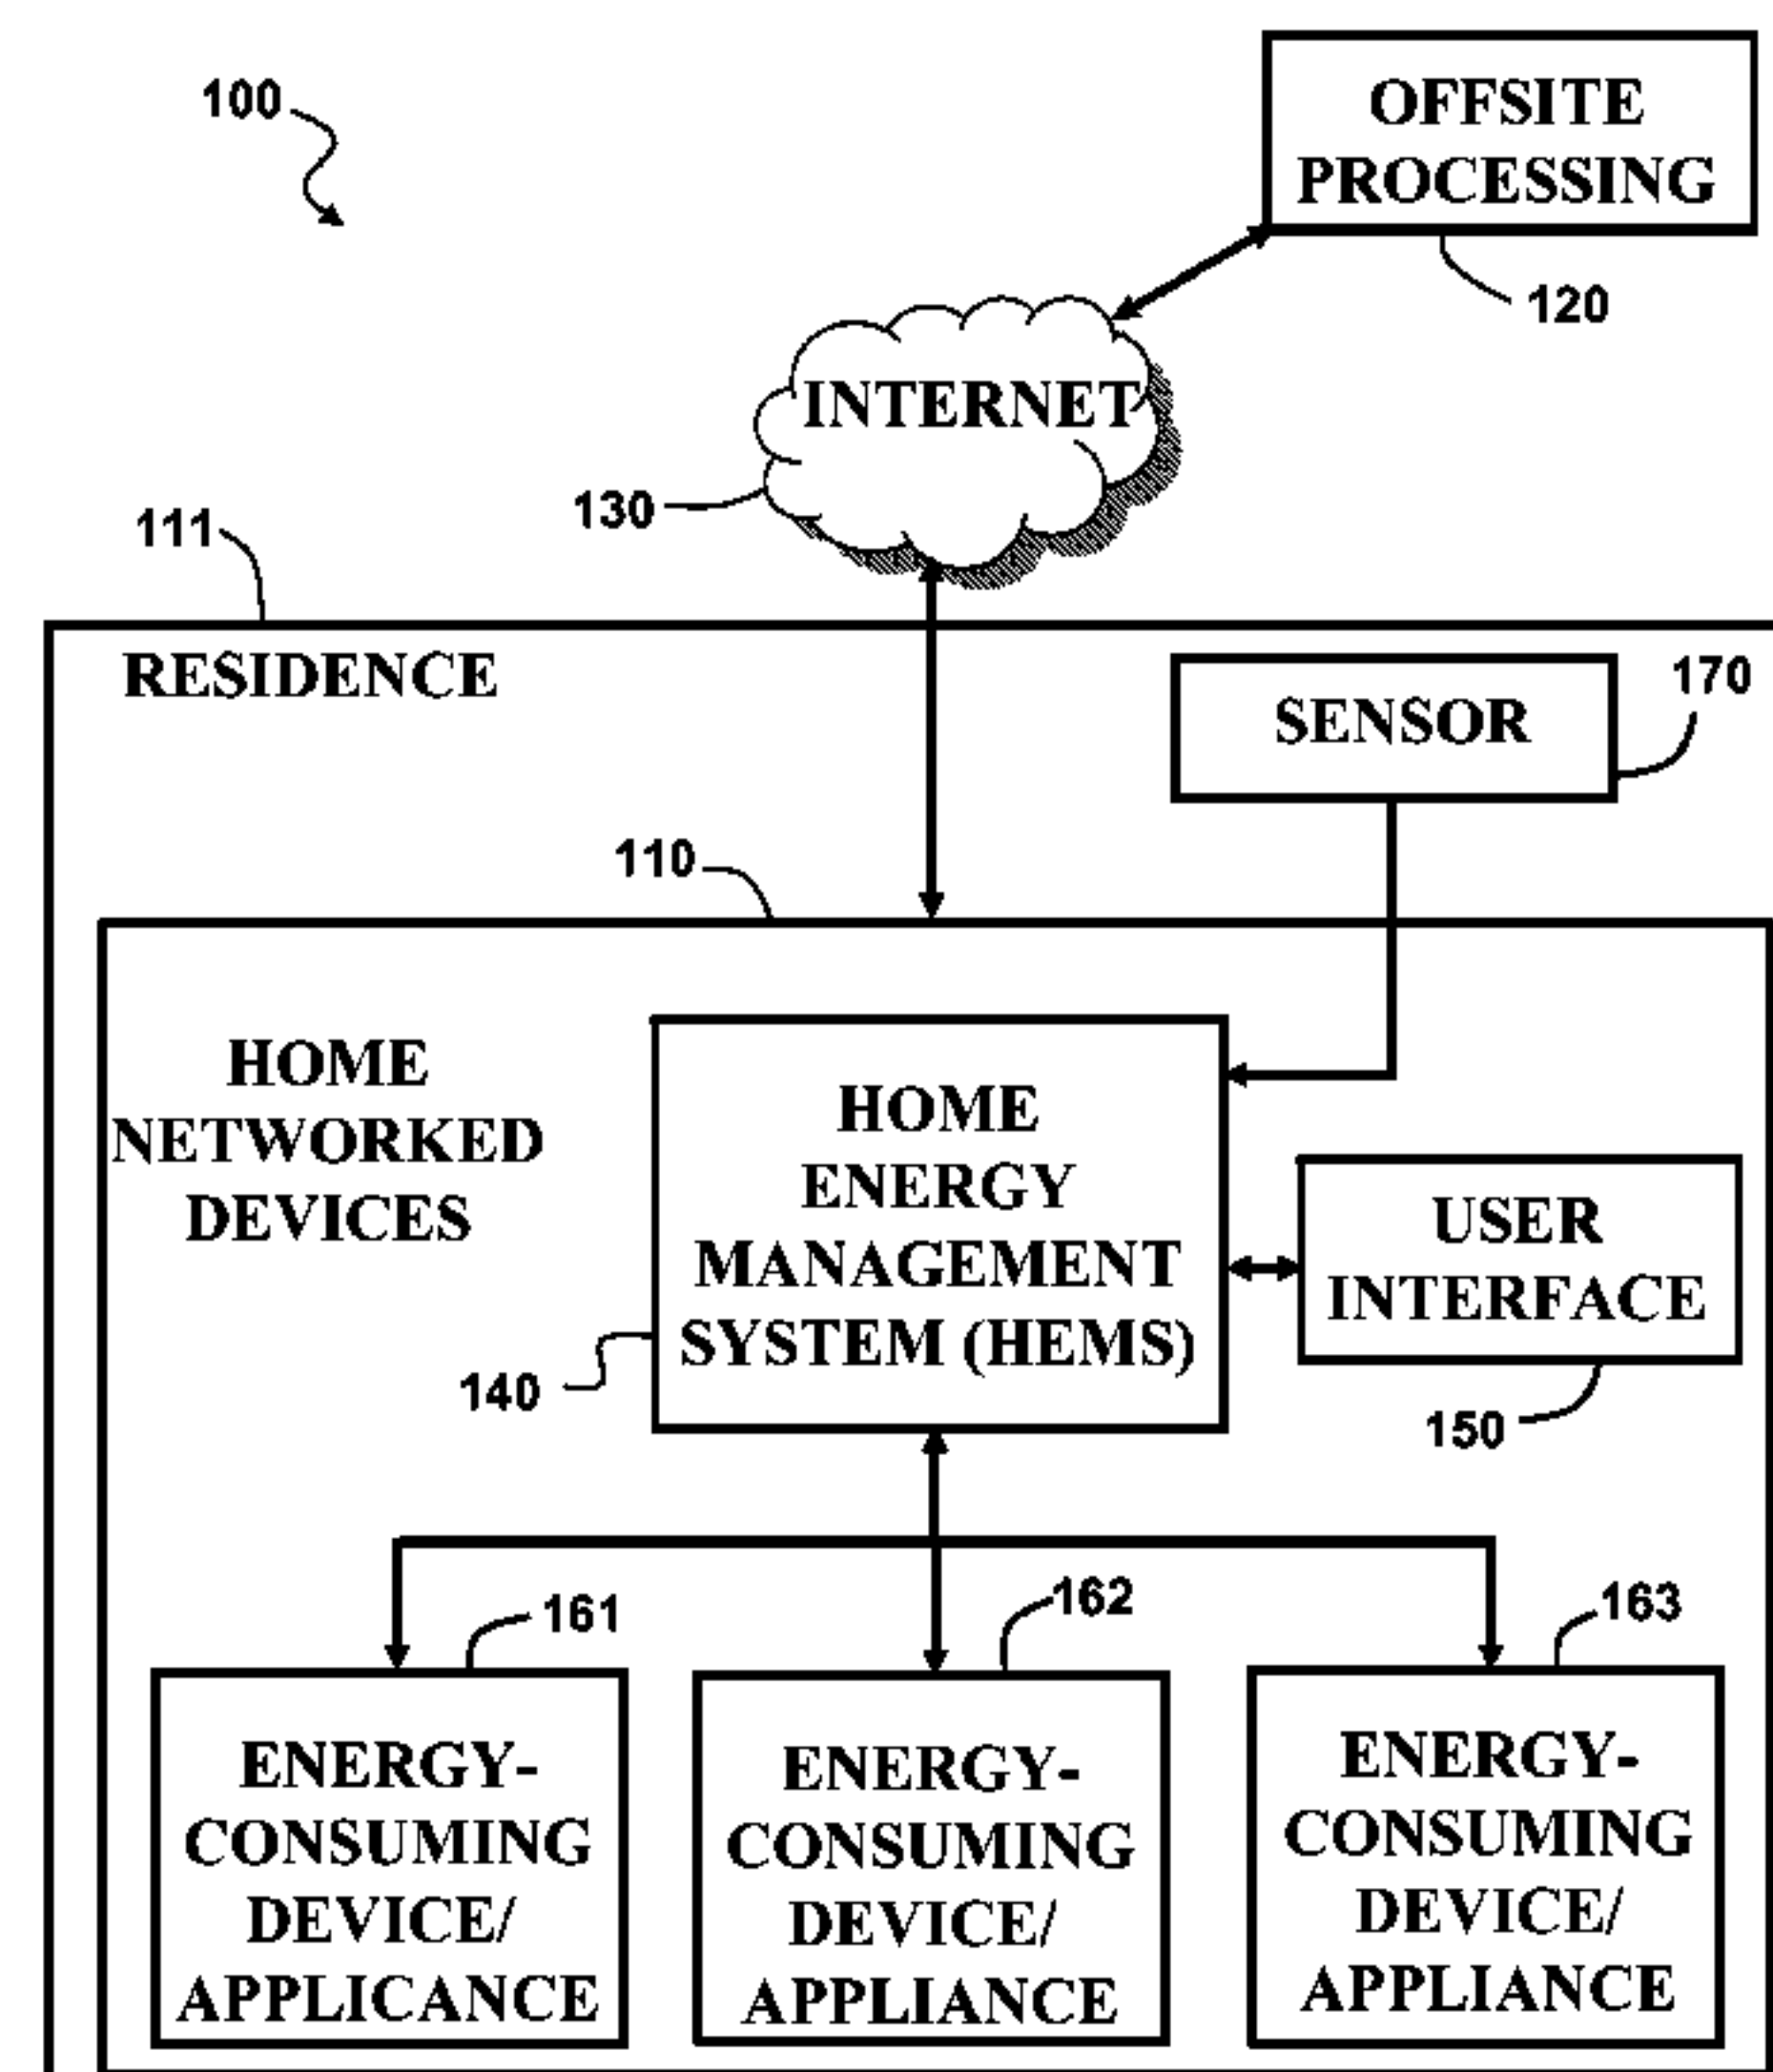 100
OFFSITE
PROCESSING
120
INTERNET
130
111
RESIDENCE
SENSOR
170
110
HOME
NETWORKED
DEVICES
HOME
ENERGY
MANAGEMENT
SYSTEM (HEMS)
140
USER
INTERFACE
150
161
162
163
ENERGY-
CONSUMING
DEVICE/
APPLICANCE
ENERGY-
CONSUMING
DEVICE/
APPLIANCE
ENERGY-
CONSUMING
DEVICE/
APPLIANCE